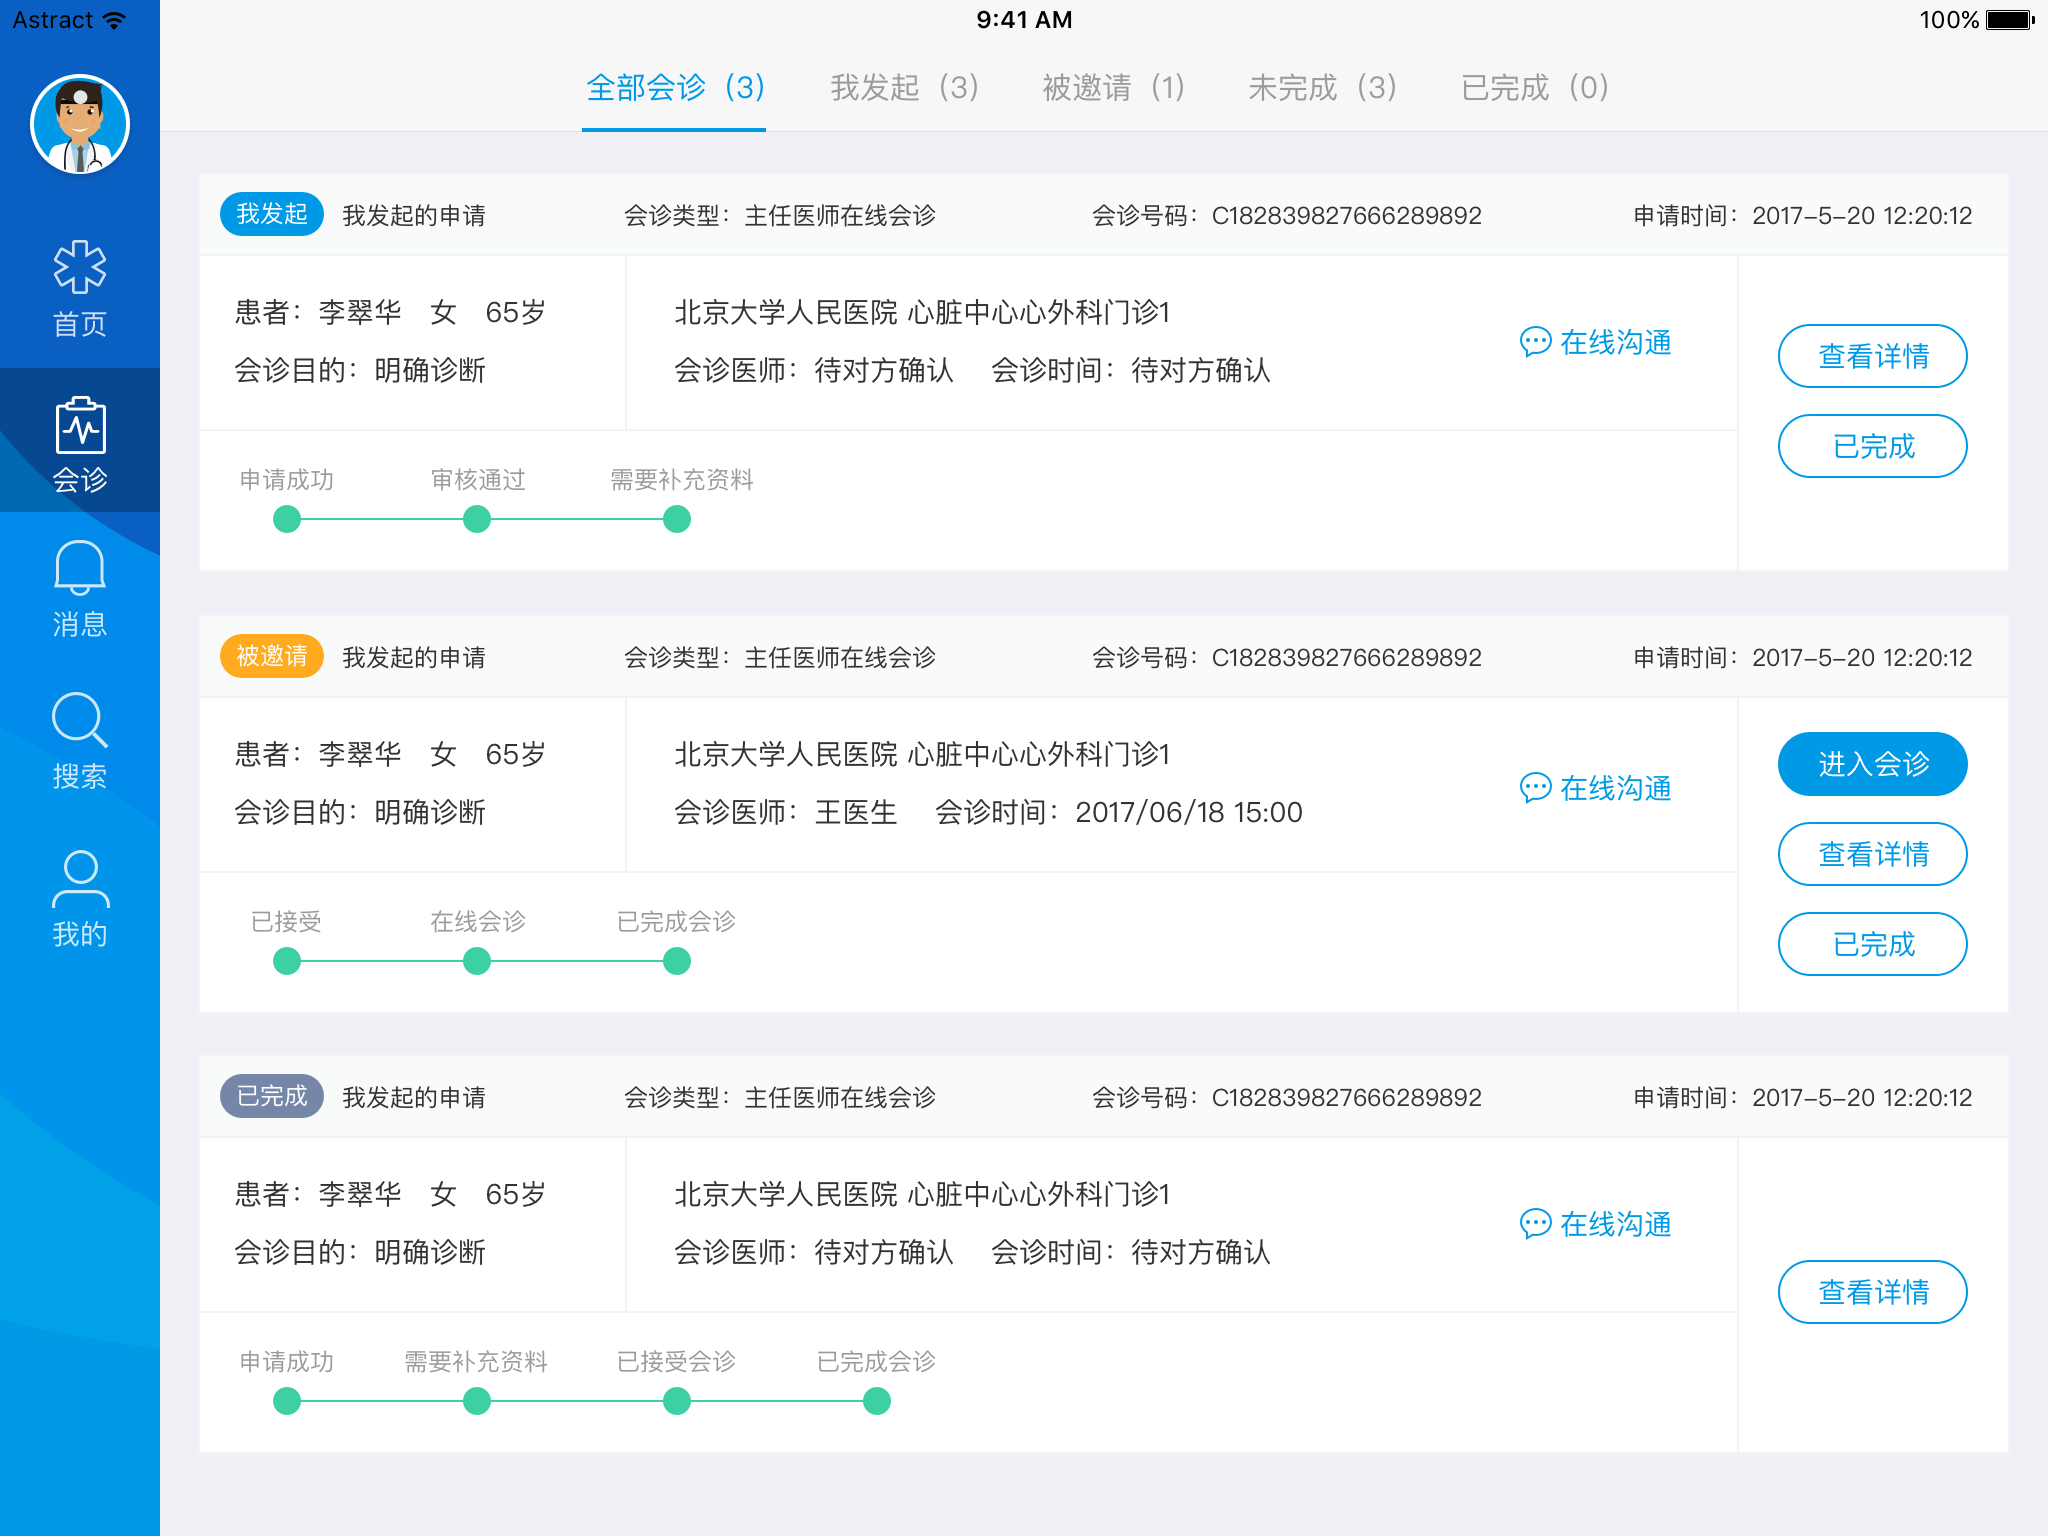 Astract 9:41 AM 100%
全部会诊（3） 我发起（3） 被邀请（1） 未完成（3） 已完成（0）
首页
会诊
消息
搜索
我的
我发起 我发起的申请 会诊类型：主任医师在线会诊 会诊号码：C182839827666289892 申请时间：2017-5-20 12:20:12
患者：李翠华 女 65岁 北京大学人民医院 心脏中心心外科门诊1
会诊目的：明确诊断 会诊医师：待对方确认 会诊时间：待对方确认
在线沟通
查看详情
已完成
申请成功 审核通过 需要补充资料
被邀请 我发起的申请 会诊类型：主任医师在线会诊 会诊号码：C182839827666289892 申请时间：2017-5-20 12:20:12
患者：李翠华 女 65岁 北京大学人民医院 心脏中心心外科门诊1
会诊目的：明确诊断 会诊医师：王医生 会诊时间：2017/06/18 15:00
在线沟通
进入会诊
查看详情
已完成
已接受 在线会诊 已完成会诊
已完成 我发起的申请 会诊类型：主任医师在线会诊 会诊号码：C182839827666289892 申请时间：2017-5-20 12:20:12
患者：李翠华 女 65岁 北京大学人民医院 心脏中心心外科门诊1
会诊目的：明确诊断 会诊医师：待对方确认 会诊时间：待对方确认
在线沟通
查看详情
申请成功 需要补充资料 已接受会诊 已完成会诊